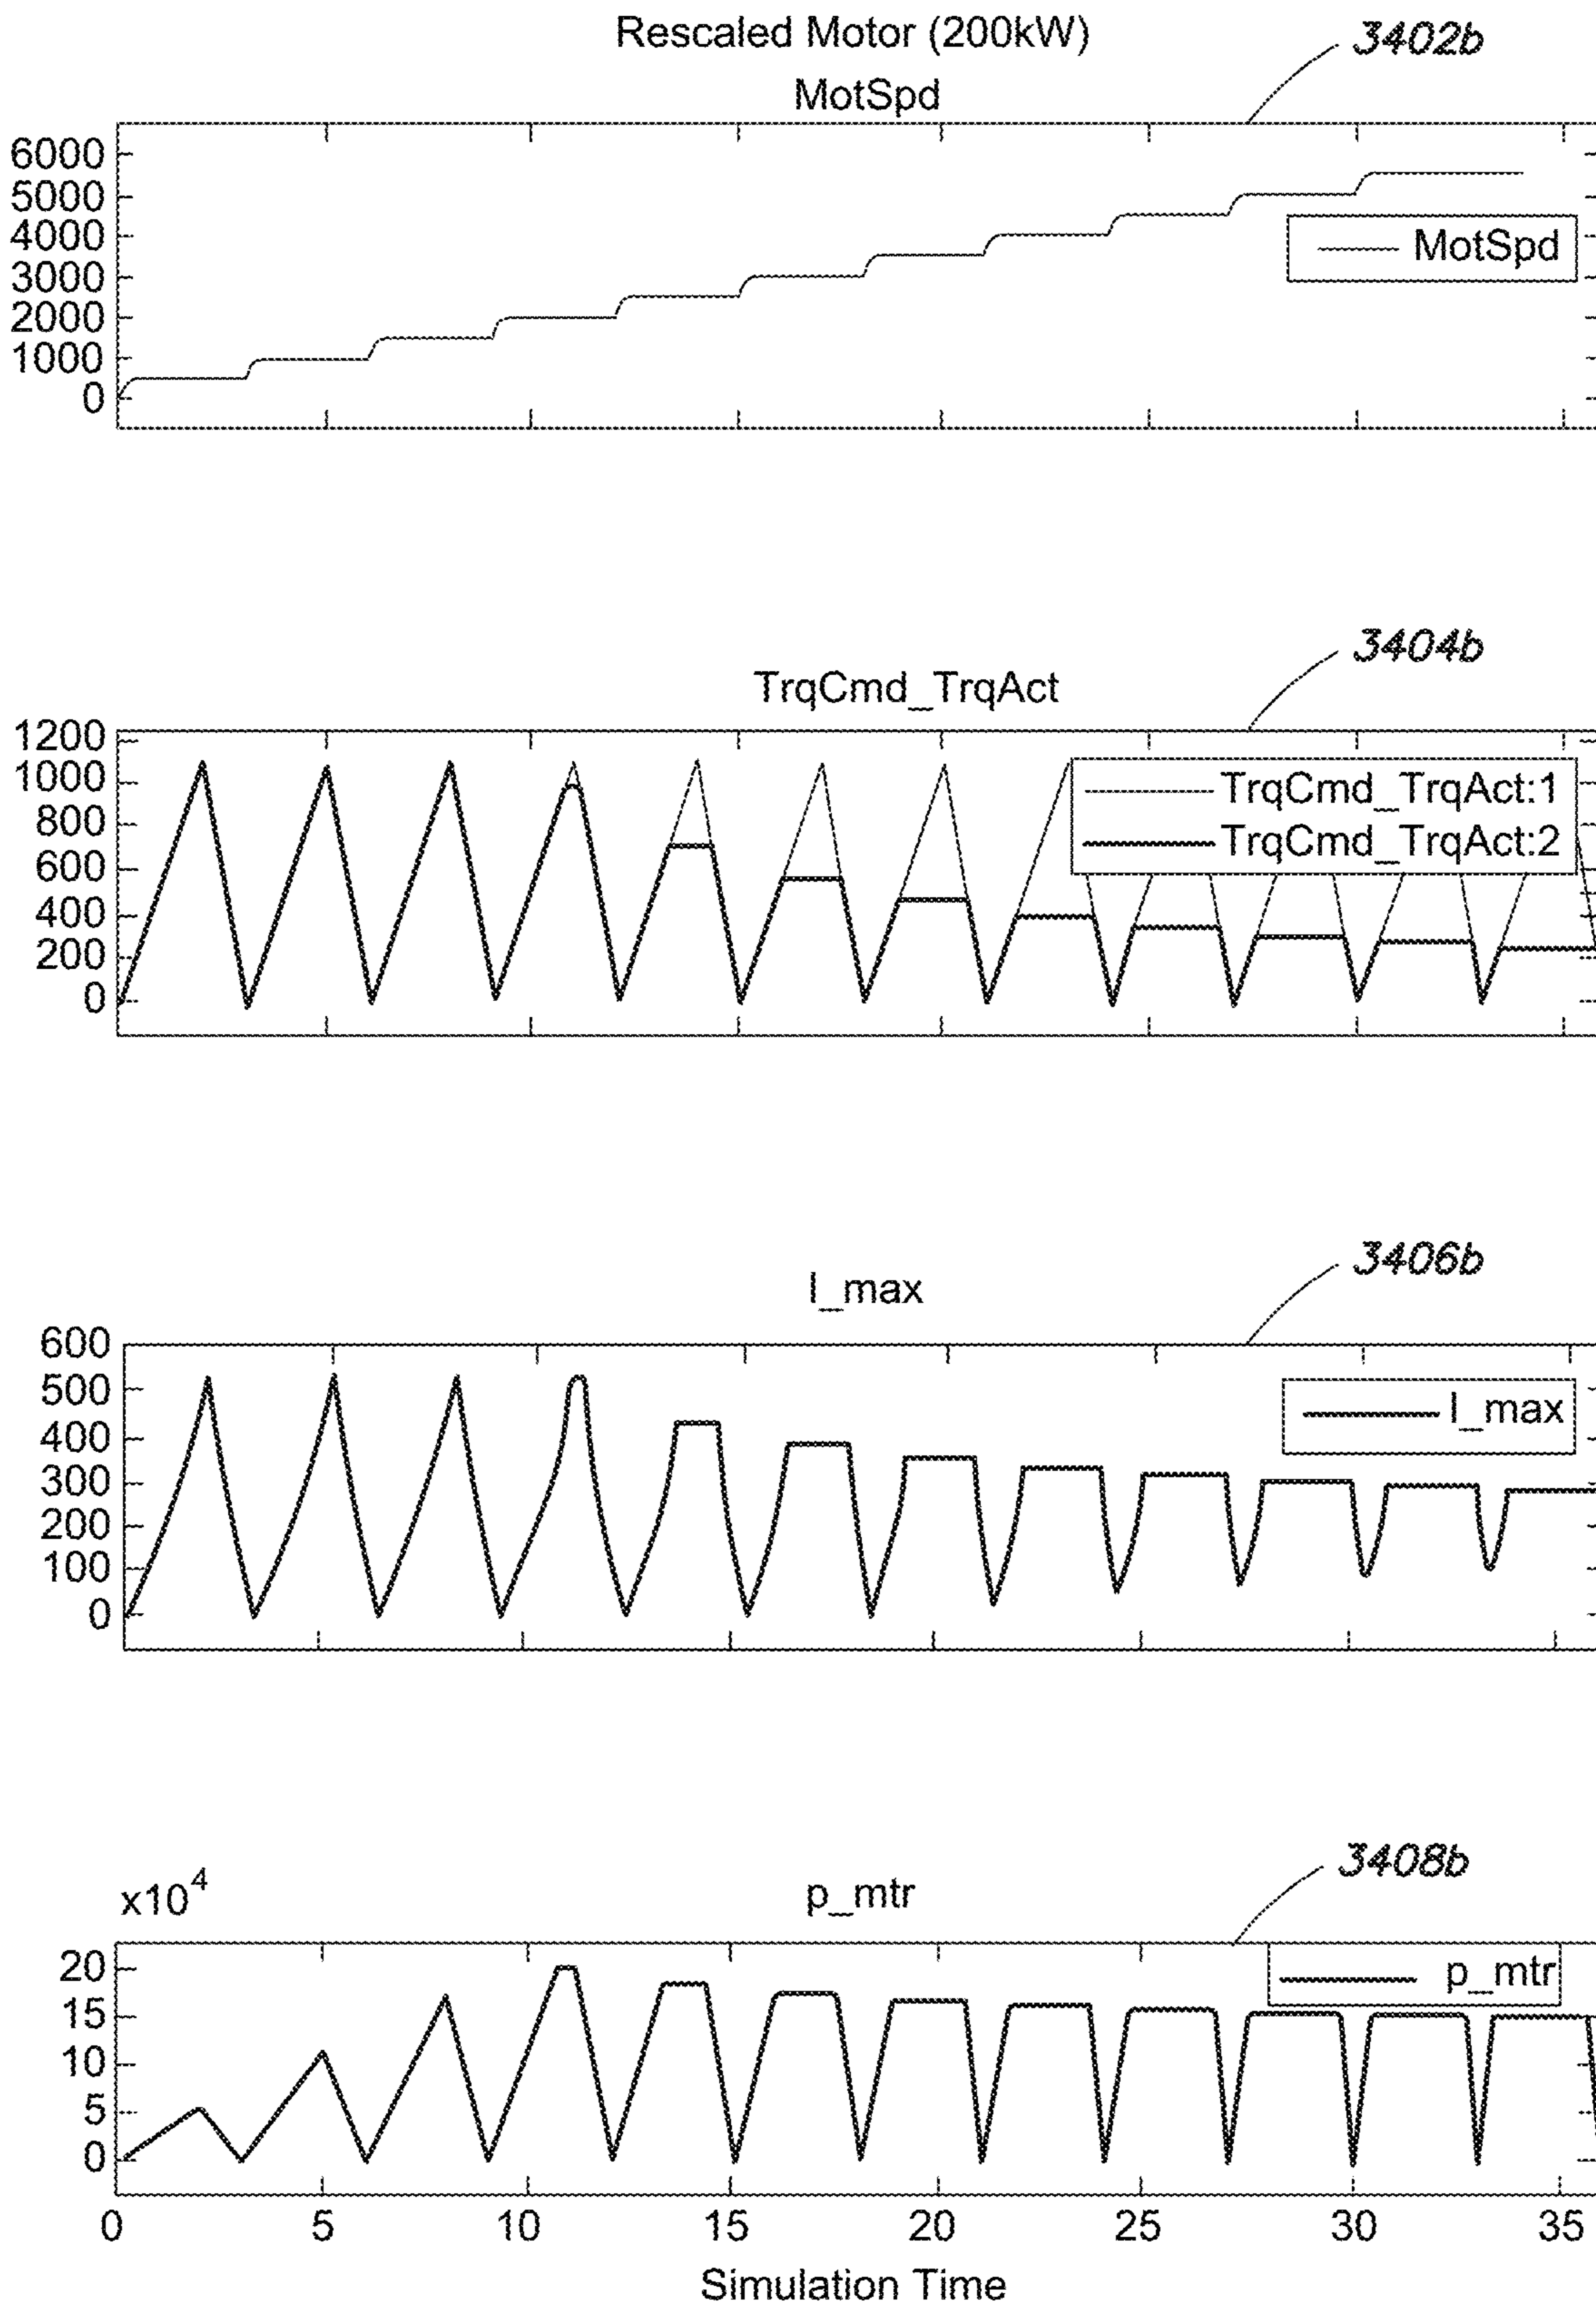 Rescaled Motor (200kW)
3402b
MotSpd
6000
5000
4000
3000
2000
1000
0
MotSpd
3404b
TrqCmd_TrqAct
1200
1000
800
600
400
200
0
TrqCmd_TrqAct:1
TrqCmd_TrqAct:2
3406b
I_max
600
500
400
300
200
100
0
I_max
3408b
x10^4
p_mtr
20
15
10
5
0
p_mtr
0 5 10 15 20 25 30 35
Simulation Time